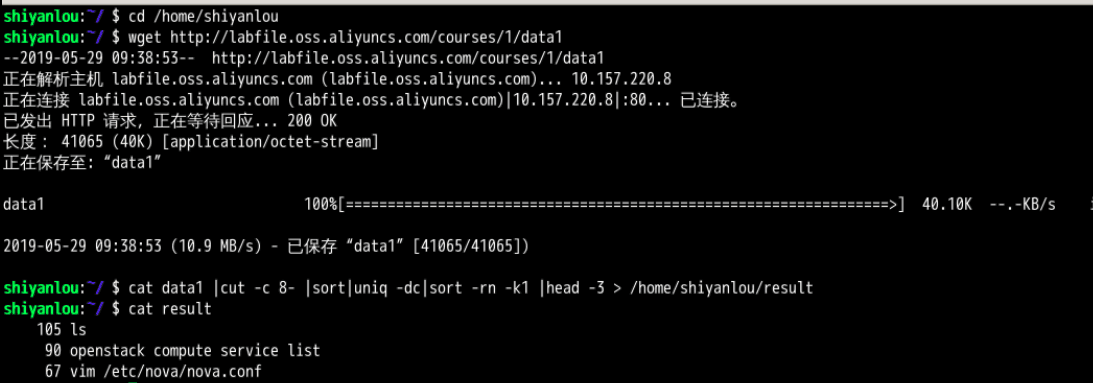 shiyanlou:~/ $ cd /home/shiyanlou
shiyanlou:~/ $ wget http://labfile.oss.aliyuncs.com/courses/1/data1
--2019-05-29 09:38:53--  http://labfile.oss.aliyuncs.com/courses/1/data1
正在解析主机 labfile.oss.aliyuncs.com (labfile.oss.aliyuncs.com)... 10.157.220.8
正在连接 labfile.oss.aliyuncs.com (labfile.oss.aliyuncs.com)|10.157.220.8|:80... 已连接。
已发出 HTTP 请求，正在等待回应... 200 OK
长度： 41065 (40K) [application/octet-stream]
正在保存至: “data1”
data1 100%[=================================================================>] 40.10K --.-KB/s
2019-05-29 09:38:53 (10.9 MB/s) - 已保存 “data1” [41065/41065])
shiyanlou:~/ $ cat data1 |cut -c 8- |sort|uniq -dc|sort -rn -k1 |head -3 > /home/shiyanlou/result
shiyanlou:~/ $ cat result
105 ls
90 openstack compute service list
67 vim /etc/nova/nova.conf